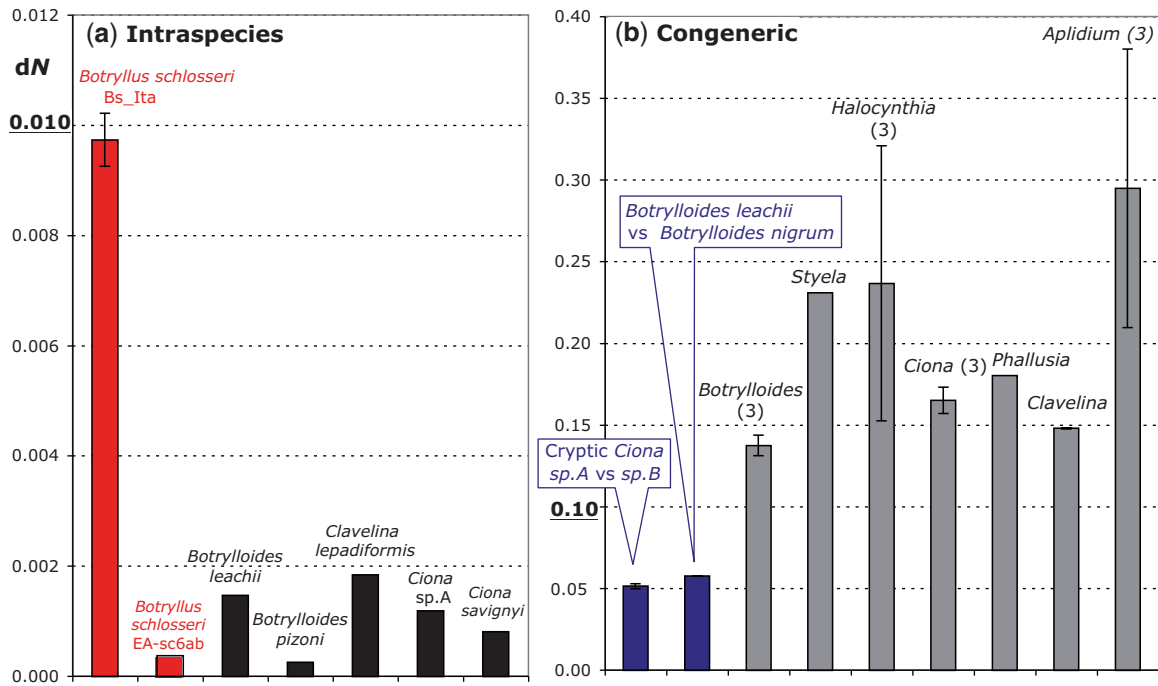 (a) Intraspecies
dN
0.012
0.010
0.008
0.006
0.004
0.002
0.000
Botryllus schlosseri
Bs_Ita
Botryllus
schlosseri
EA-sc6ab
Botrylloides
leachii
Botrylloides
pizoni
Clavelina
lepadiformis
Ciona
sp.A
Ciona
savignyi
(b) Congeneric
0.40
0.35
0.30
0.25
0.20
0.15
0.10
0.05
0.00
Cryptic Ciona
sp.A vs sp.B
Botrylloides leachii
vs Botrylloides nigrum
Botrylloides
(3)
Styela
Halocynthia
(3)
Ciona (3)
Phallusia
Clavelina
Aplidium (3)